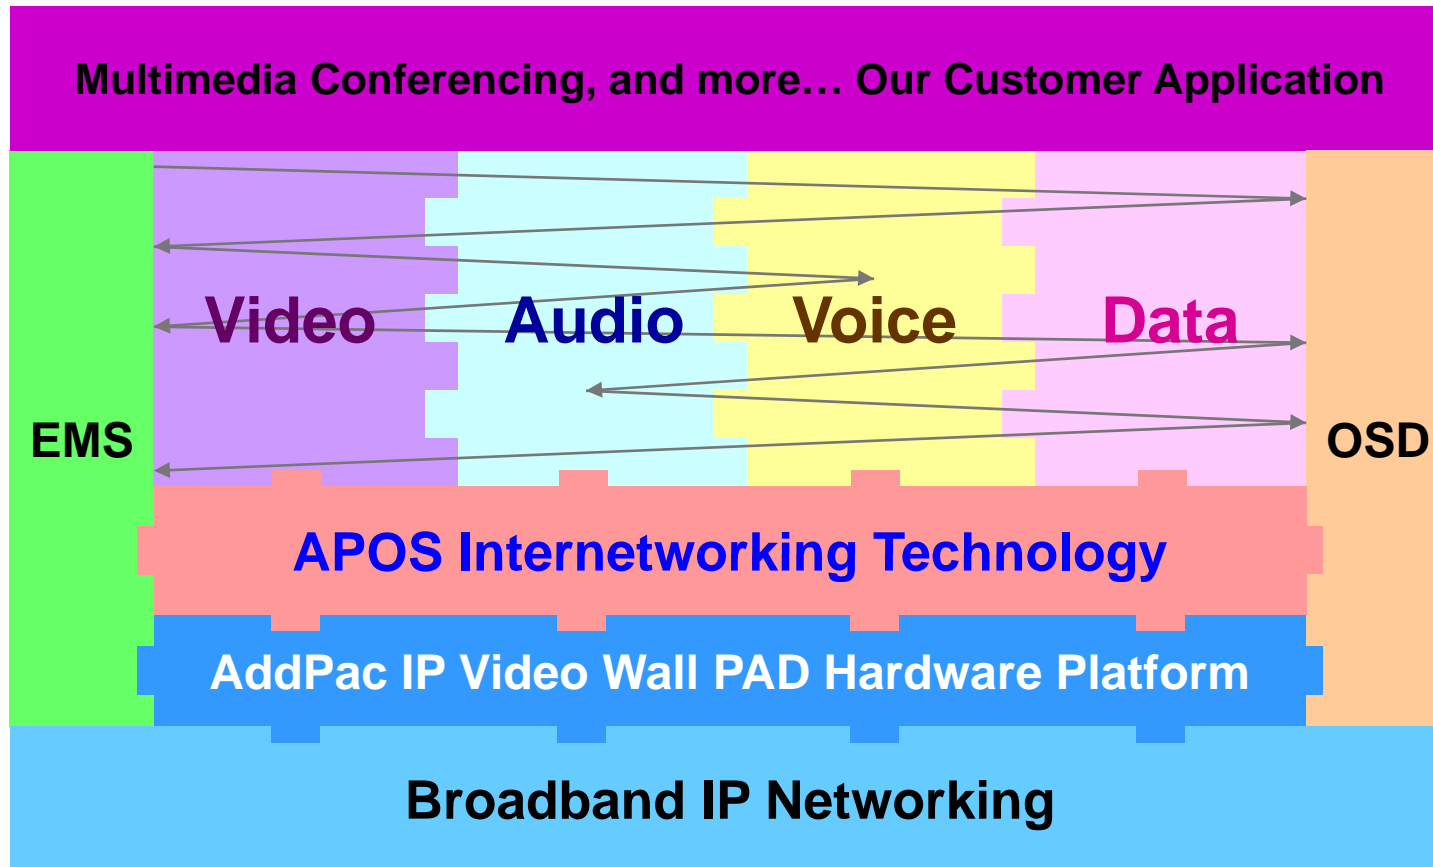 Multimedia Conferencing, and more… Our Customer Application
Video Audio Voice Data
EMS
OSD
APOS Internetworking Technology
AddPac IP Video Wall PAD Hardware Platform
Broadband IP Networking